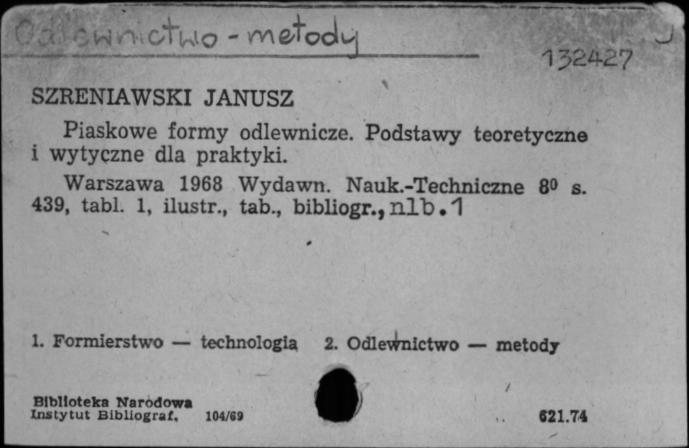 Odlewnictwo - metody
132427
SZRENIAWSKI JANUSZ
Piaskowe formy odlewnicze. Podstawy teoretyczne
i wytyczne dla praktyki.
Warszawa 1968 Wydawn. Nauk.-Techniczne 8⁰ s.
439, tabl. 1, ilustr., tab., bibliogr., nlb. 1
1. Formierstwo — technologia 2. Odlewnictwo — metody
Biblioteka Narodowa
Instytut Bibliograf. 104/69 621.74